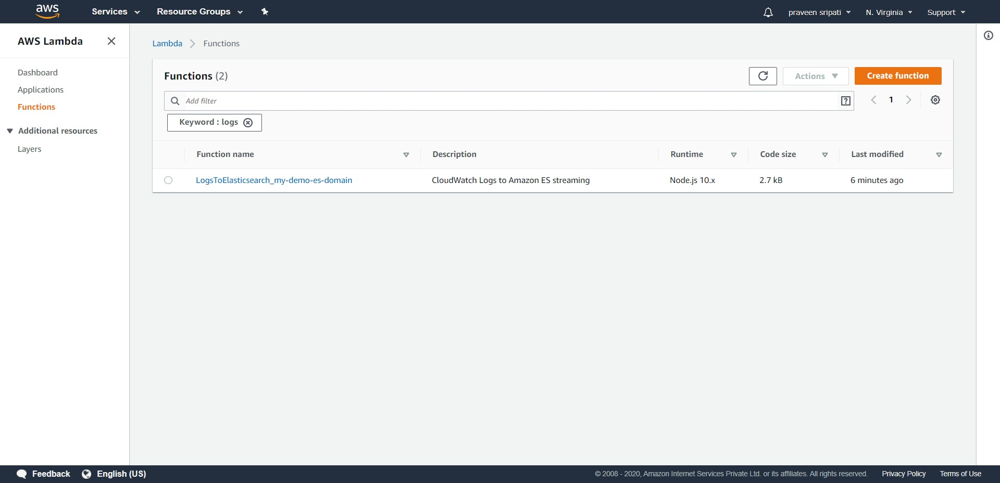 aws Services Resource Groups praveen sripati N. Virginia Support
AWS Lambda
Dashboard
Applications
Functions
Additional resources
Layers
Lambda Functions
Functions (2)
Actions
Create function
Add filter
1
Keyword : logs
Function name Description Runtime Code size Last modified
LogsToElasticsearch_my-demo-es-domain CloudWatch Logs to Amazon ES streaming Node.js 10.x 2.7 kB 6 minutes ago
Feedback English (US) © 2008 - 2020, Amazon Internet Services Private Ltd. or its affiliates. All rights reserved. Privacy Policy Terms of Use